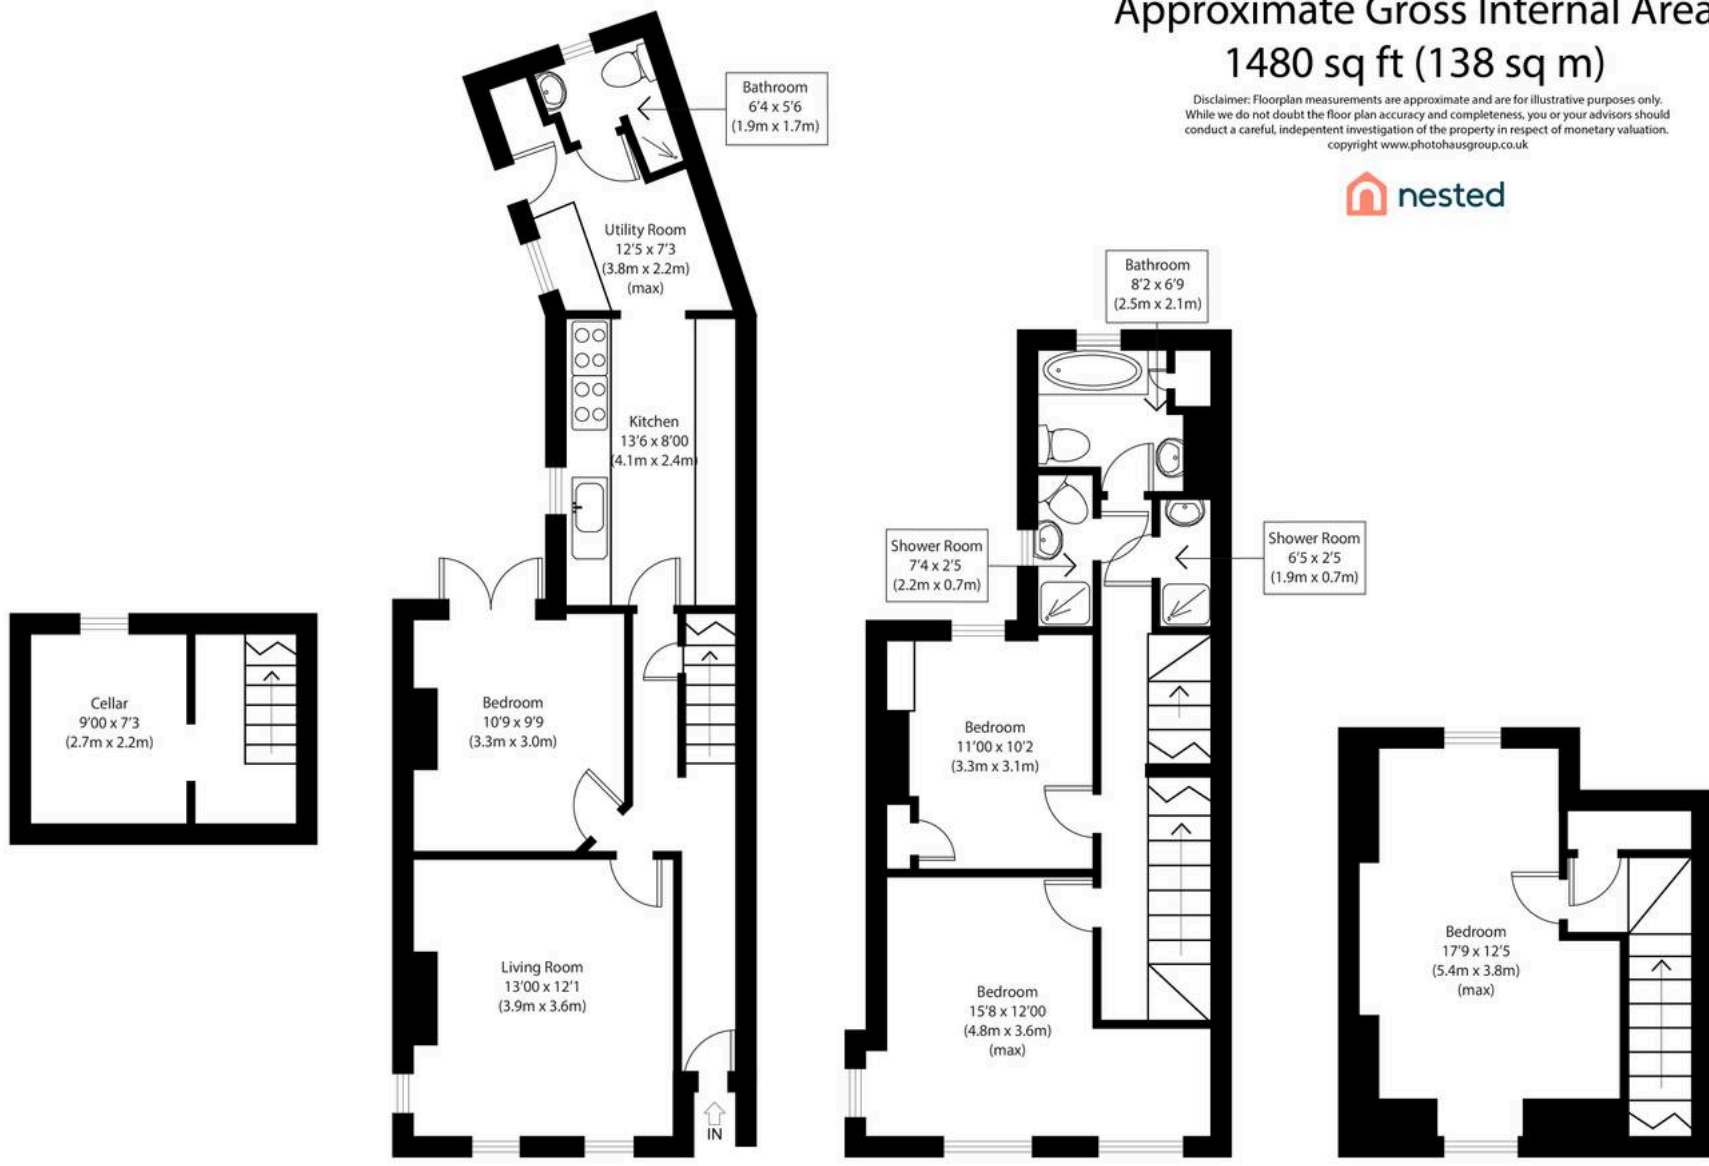 Approximate Gross Internal Area
1480 sq ft (138 sq m)
Disclaimer: Floorplan measurements are approximate and are for illustrative purposes only.
While we do not doubt the floor plan accuracy and completeness, you or your advisors should
conduct a careful, indepentent investigation of the property in respect of monetary valuation.
copyright www.photohausgroup.co.uk
nested
Bathroom
6'4 x 5'6
(1.9m x 1.7m)
Utility Room
12'5 x 7'3
(3.8m x 2.2m)
(max)
Kitchen
13'6 x 8'00
(4.1m x 2.4m)
Cellar
9'00 x 7'3
(2.7m x 2.2m)
Bedroom
10'9 x 9'9
(3.3m x 3.0m)
Living Room
13'00 x 12'1
(3.9m x 3.6m)
IN
Bathroom
8'2 x 6'9
(2.5m x 2.1m)
Shower Room
7'4 x 2'5
(2.2m x 0.7m)
Shower Room
6'5 x 2'5
(1.9m x 0.7m)
Bedroom
11'00 x 10'2
(3.3m x 3.1m)
Bedroom
15'8 x 12'00
(4.8m x 3.6m)
(max)
Bedroom
17'9 x 12'5
(5.4m x 3.8m)
(max)